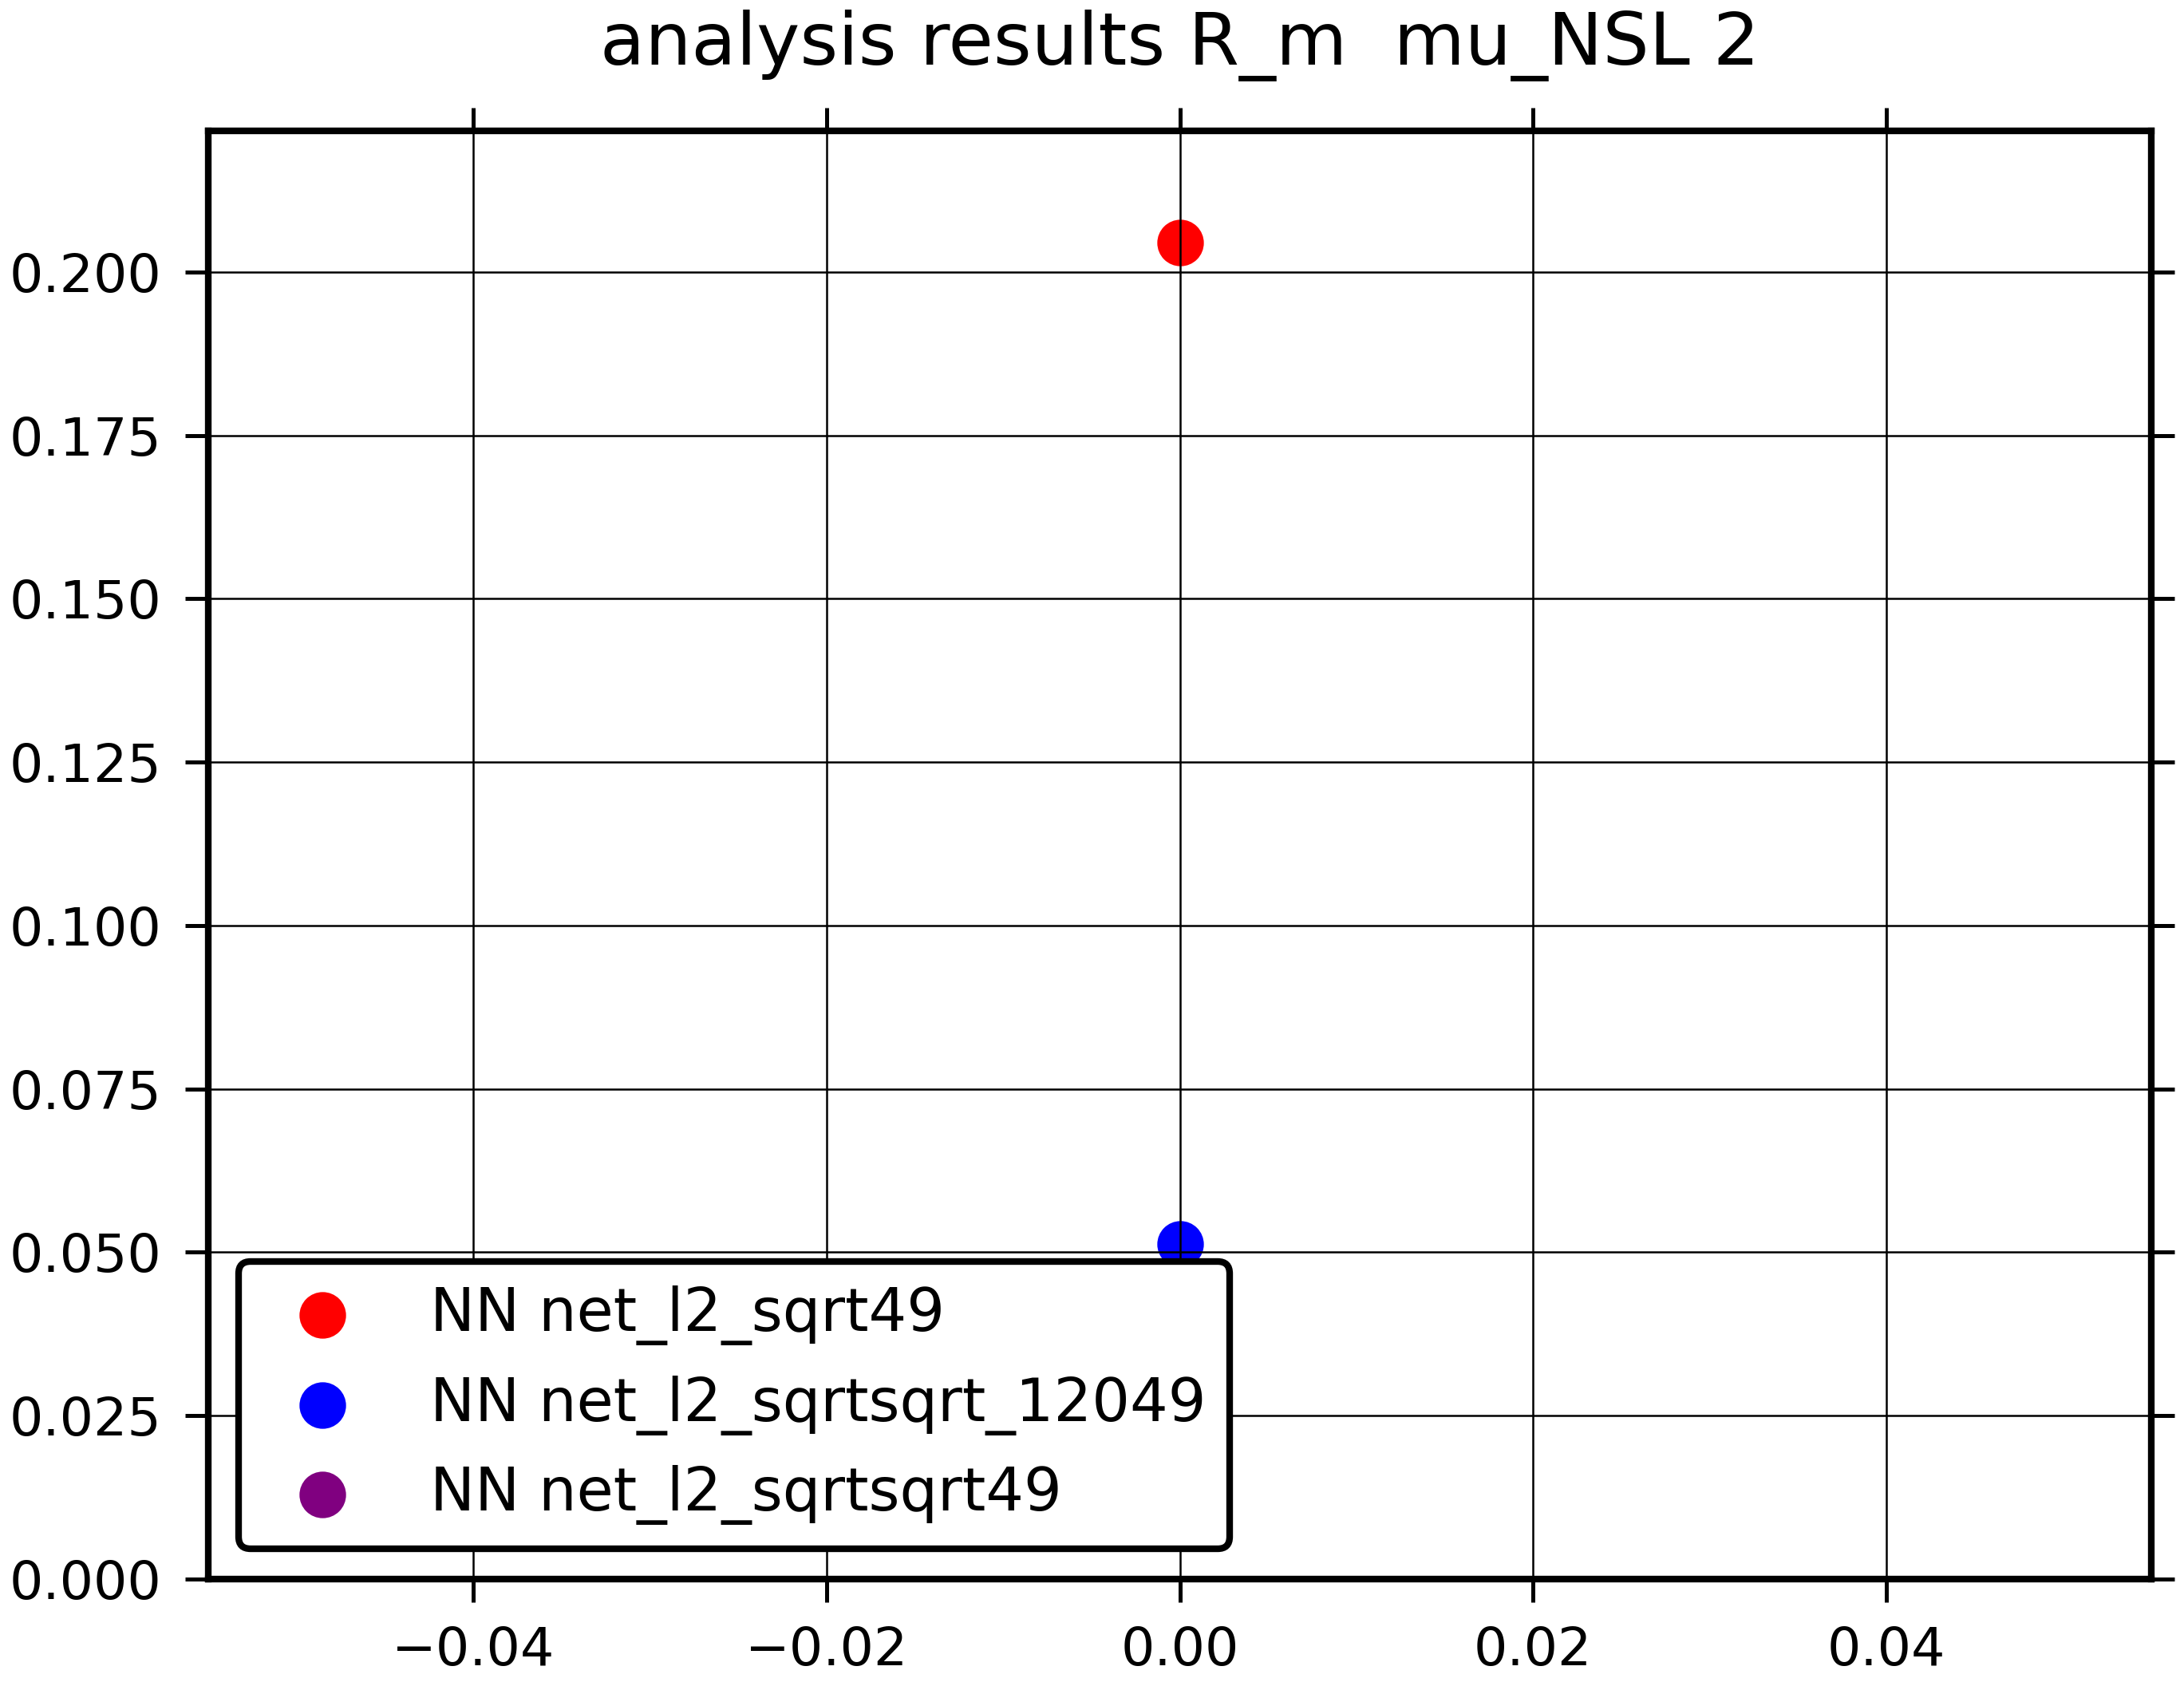 analysis results R_m  mu_NSL 2
0.200
0.175
0.150
0.125
0.100
0.075
0.050
0.025
0.000
NN net_l2_sqrt49
NN net_l2_sqrtsqrt_12049
NN net_l2_sqrtsqrt49
−0.04 −0.02 0.00 0.02 0.04